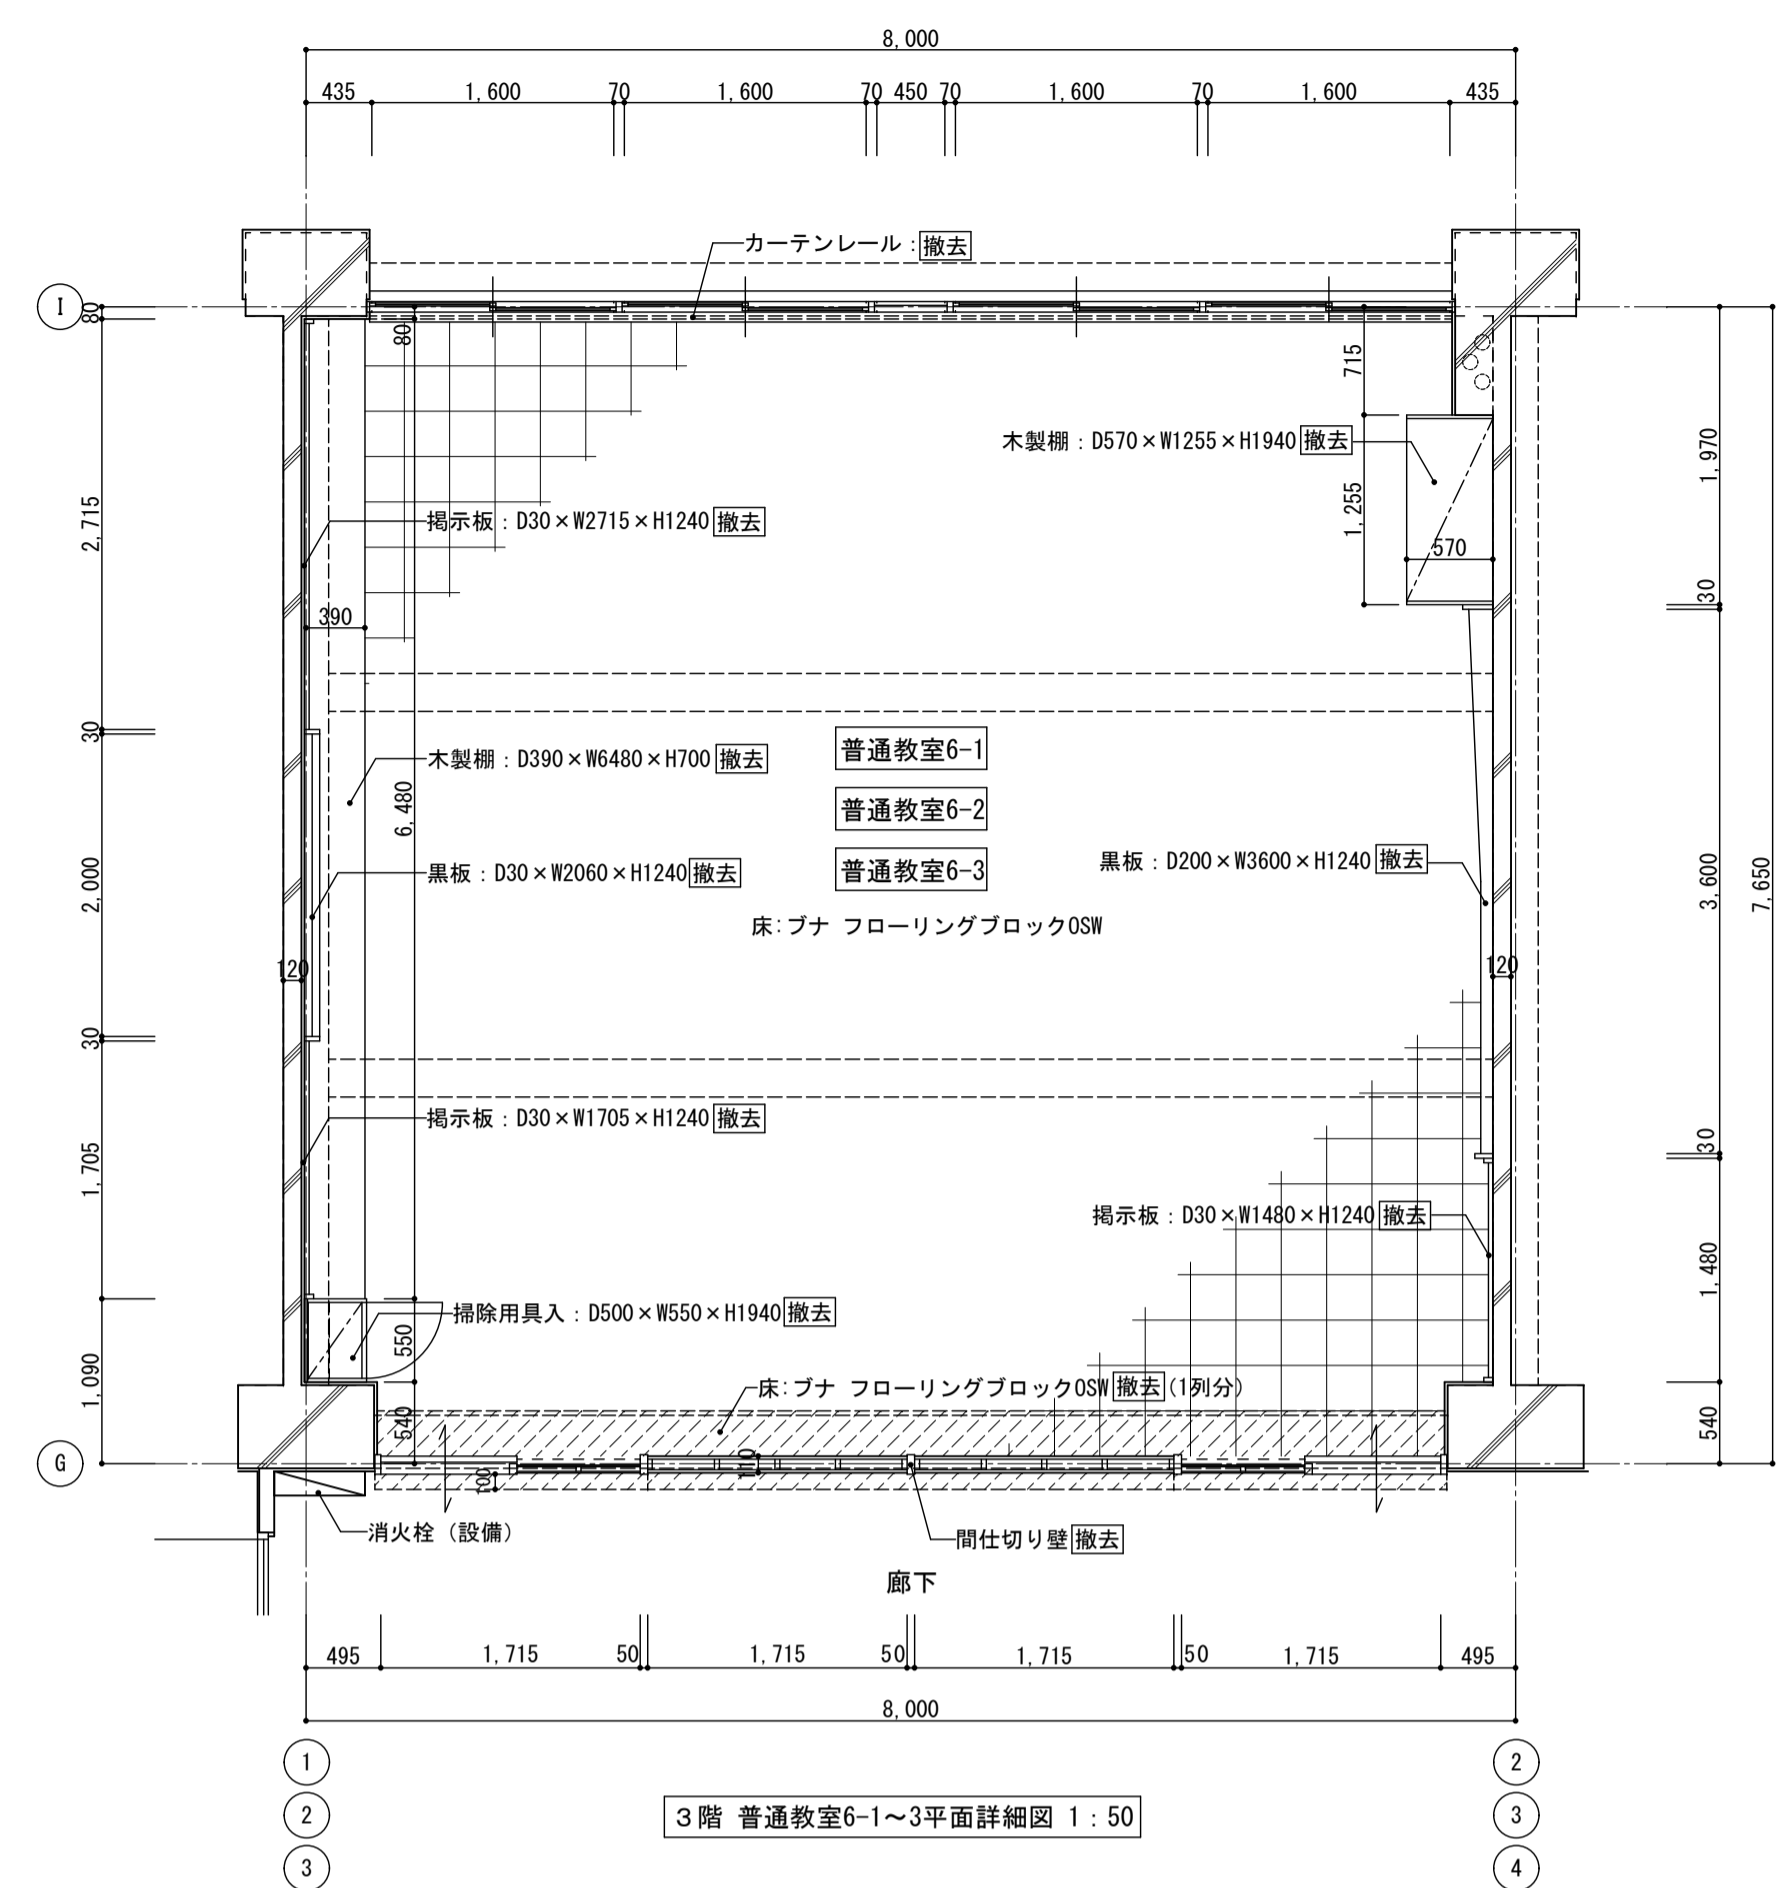 8,000
435 1,600 70 1,600 70 450 70 1,600 70 1,600 435
カーテンレール：撤去
I
80
80
715
木製棚：D570×W1255×H1940 撤去
1,970
2,715
掲示板：D30×W2715×H1240 撤去
1,255
570
30
390
30
普通教室6-1
木製棚：D390×W6480×H700 撤去
6,480
普通教室6-2
黒板：D30×W2060×H1240 撤去
普通教室6-3
黒板：D200×W3600×H1240 撤去
2,000
3,600
7,650
床：ブナ フローリングブロックOSW
120
120
30
掲示板：D30×W1705×H1240 撤去
30
1,705
掲示板：D30×W1480×H1240 撤去
1,480
掃除用具入：D500×W550×H1940 撤去
550
1,090
床：ブナ フローリングブロックOSW 撤去(1列分)
540
540
G
110
100
消火栓（設備）
間仕切り壁 撤去
廊下
495 1,715 50 1,715 50 1,715 50 1,715 495
8,000
1 2
2 3
3 4
３階 普通教室6-1～3平面詳細図 1：50